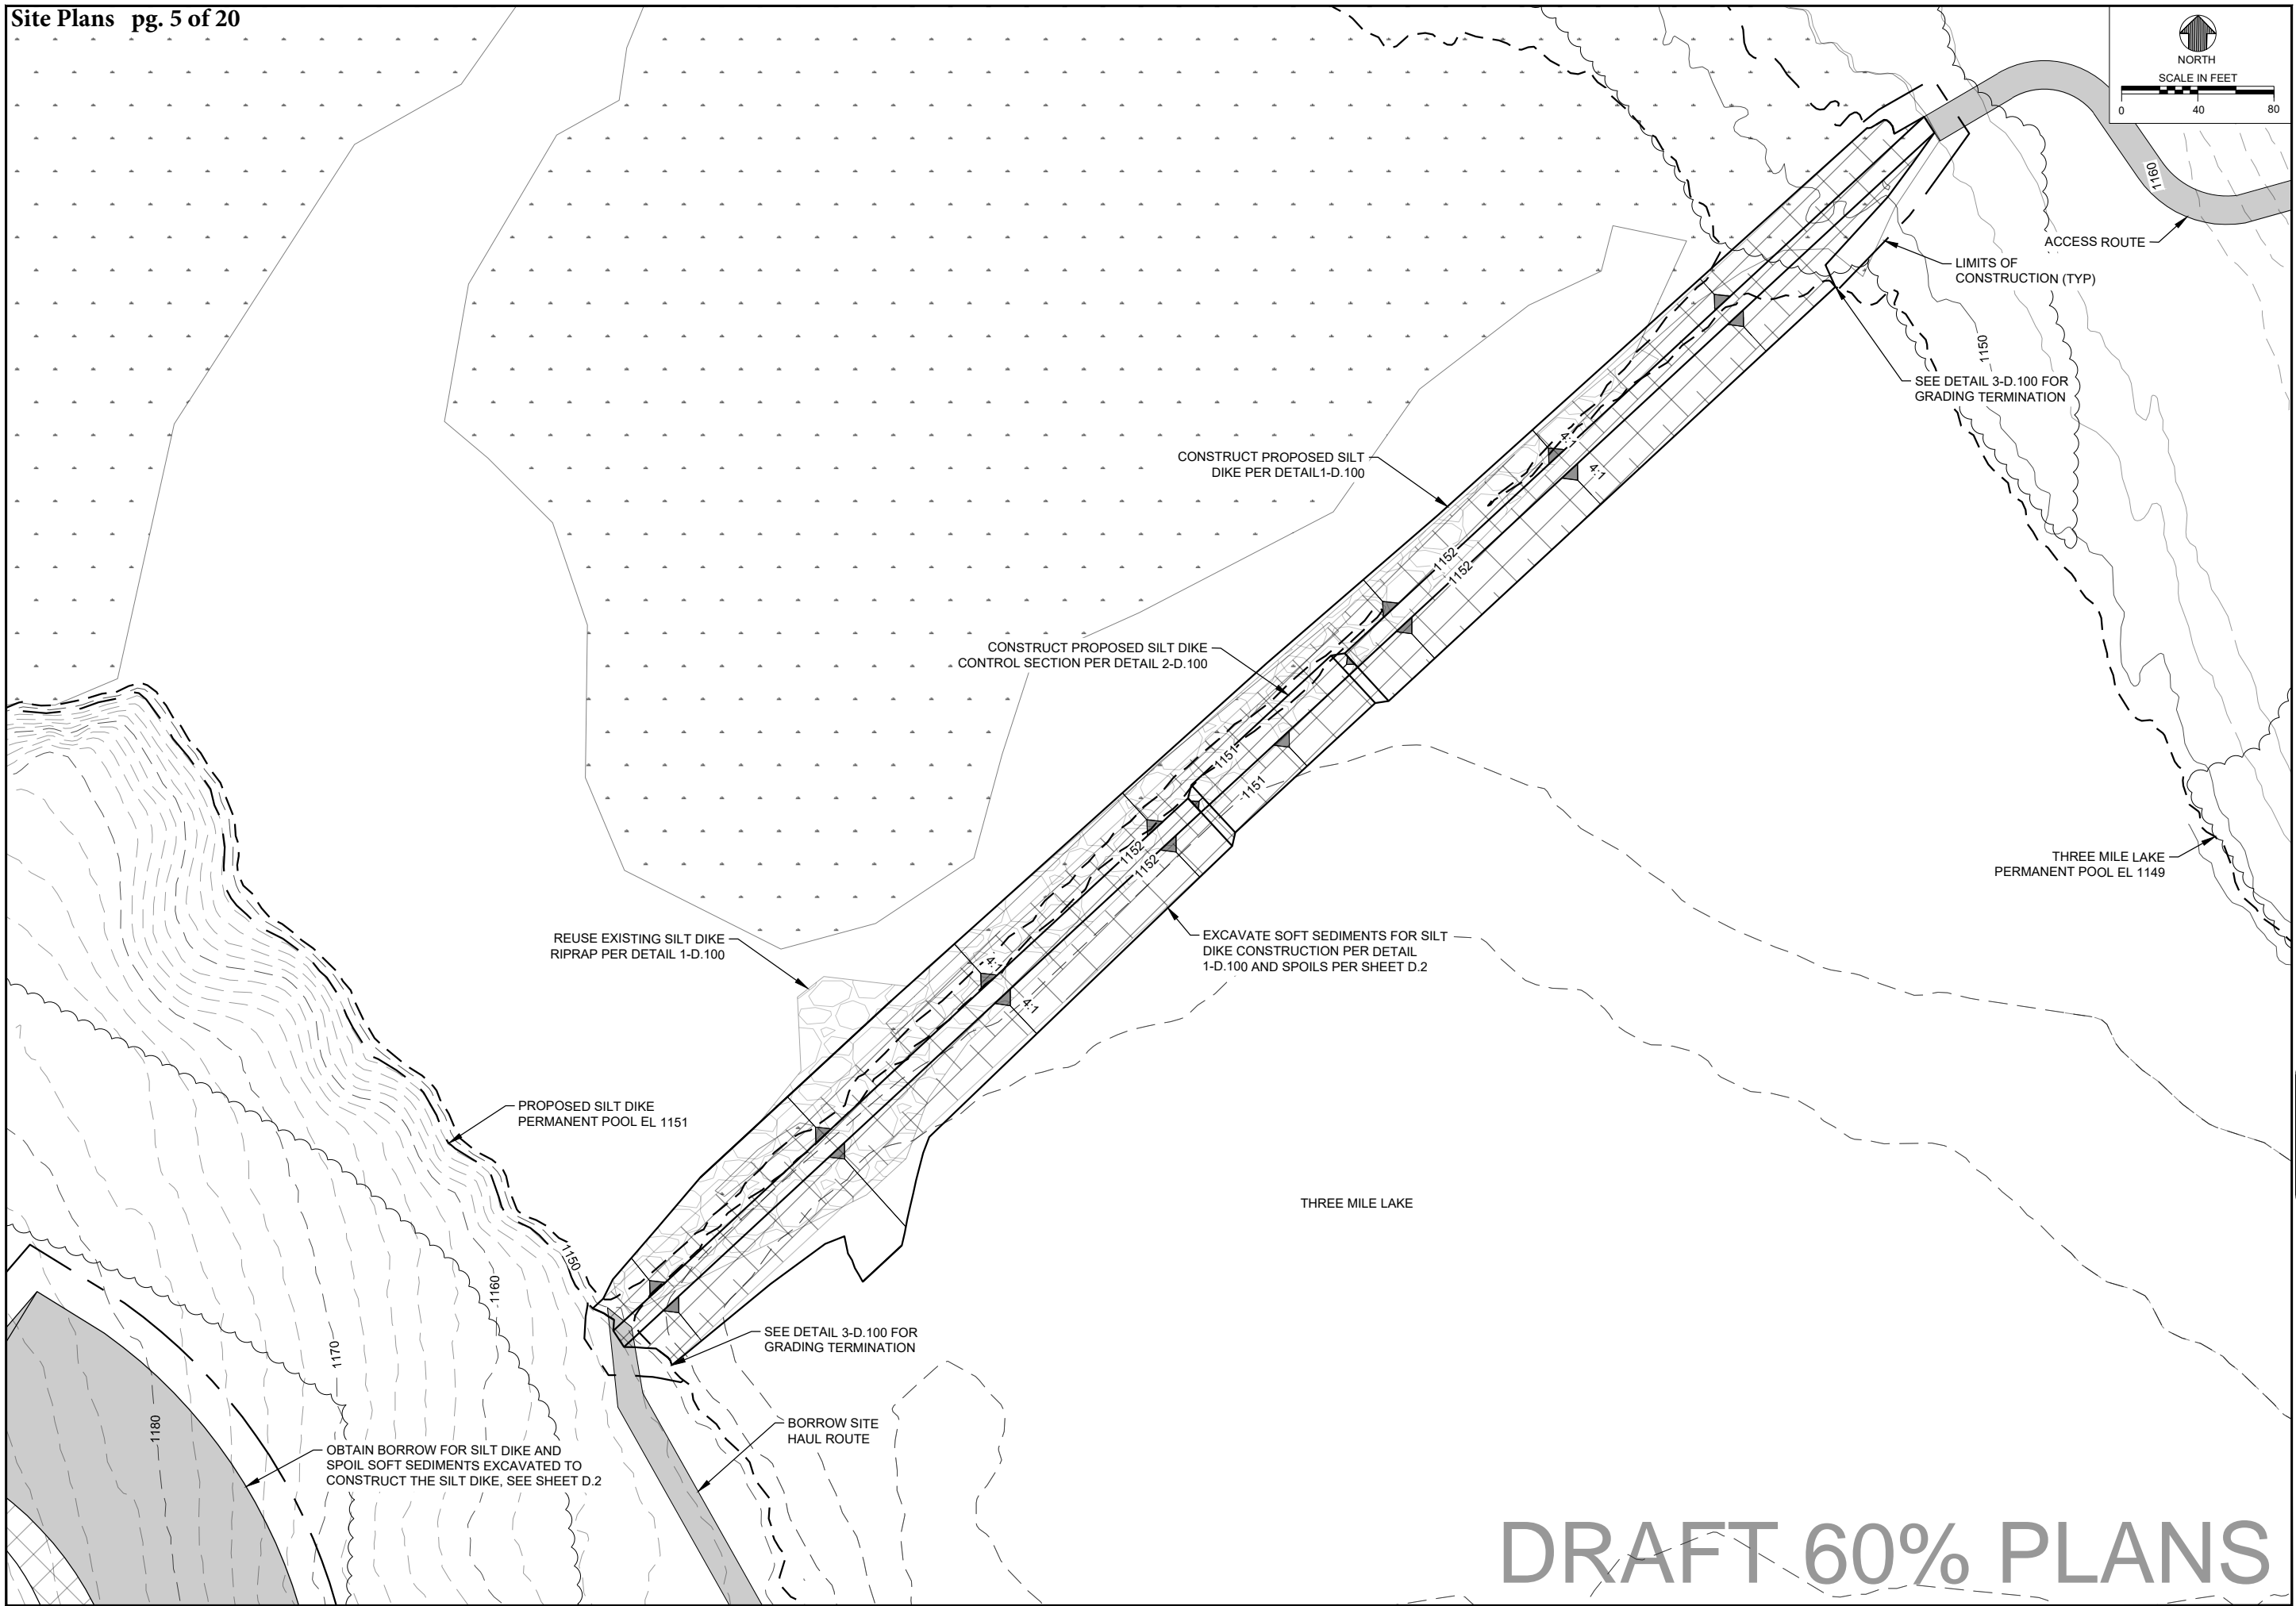 Site Plans pg. 5 of 20
NORTH
SCALE IN FEET
0 40 80
1160
ACCESS ROUTE
LIMITS OF
CONSTRUCTION (TYP)
1150
SEE DETAIL 3-D.100 FOR
GRADING TERMINATION
4:1
4:1
CONSTRUCT PROPOSED SILT
DIKE PER DETAIL1-D.100
1152
1152
CONSTRUCT PROPOSED SILT DIKE
CONTROL SECTION PER DETAIL 2-D.100
1151
1151
1152
1152
THREE MILE LAKE
PERMANENT POOL EL 1149
REUSE EXISTING SILT DIKE
RIPRAP PER DETAIL 1-D.100
EXCAVATE SOFT SEDIMENTS FOR SILT
DIKE CONSTRUCTION PER DETAIL
1-D.100 AND SPOILS PER SHEET D.2
4:1
4:1
PROPOSED SILT DIKE
PERMANENT POOL EL 1151
THREE MILE LAKE
1150
1160
1170
1180
SEE DETAIL 3-D.100 FOR
GRADING TERMINATION
BORROW SITE
HAUL ROUTE
OBTAIN BORROW FOR SILT DIKE AND
SPOIL SOFT SEDIMENTS EXCAVATED TO
CONSTRUCT THE SILT DIKE, SEE SHEET D.2
DRAFT 60% PLANS